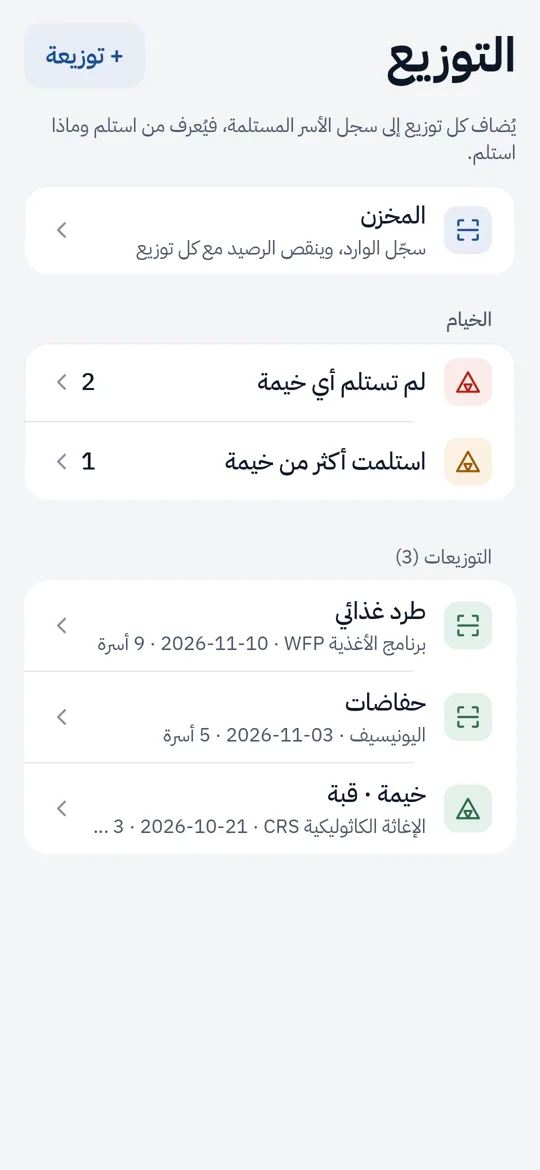 التوزيع
+ توزيعة
يُضاف كل توزيع إلى سجل الأسر المستلمة، فيُعرف من استلم وماذا
استلم.
المخزن
سجّل الوارد، وينقص الرصيد مع كل توزيع
الخيام
لم تستلم أي خيمة 2
استلمت أكثر من خيمة 1
التوزيعات (3)
طرد غذائي
برنامج الأغذية WFP · 2026-11-10 · 9 أسرة
حفاضات
اليونيسيف · 2026-11-03 · 5 أسرة
خيمة · قبة
الإغاثة الكاثوليكية CRS · 2026-10-21 · 3 ...